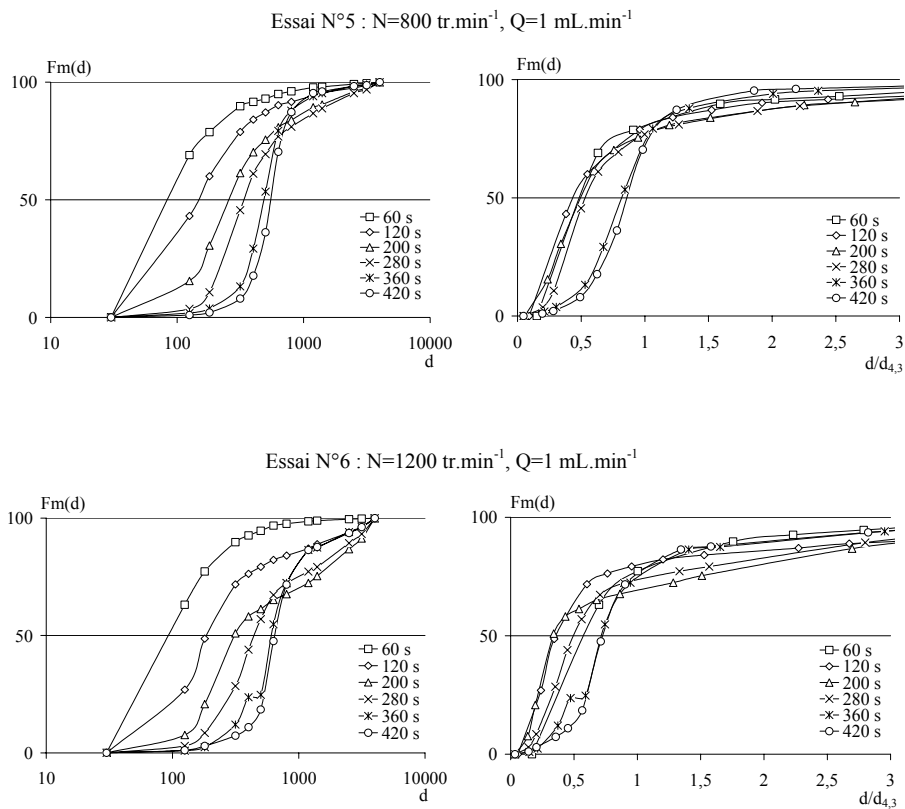 Essai N°5 : N=800 tr.min⁻¹, Q=1 mL.min⁻¹
Fm(d)
100
50
0
10
100
1000
10000
d
60 s
120 s
200 s
280 s
360 s
420 s
Fm(d)
100
50
0
0
0,5
1
1,5
2
2,5
3
d/d4,3
60 s
120 s
200 s
280 s
360 s
420 s
Essai N°6 : N=1200 tr.min⁻¹, Q=1 mL.min⁻¹
Fm(d)
100
50
0
10
100
1000
10000
d
60 s
120 s
200 s
280 s
360 s
420 s
Fm(d)
100
50
0
0
0,5
1
1,5
2
2,5
3
d/d4,3
60 s
120 s
200 s
280 s
360 s
420 s